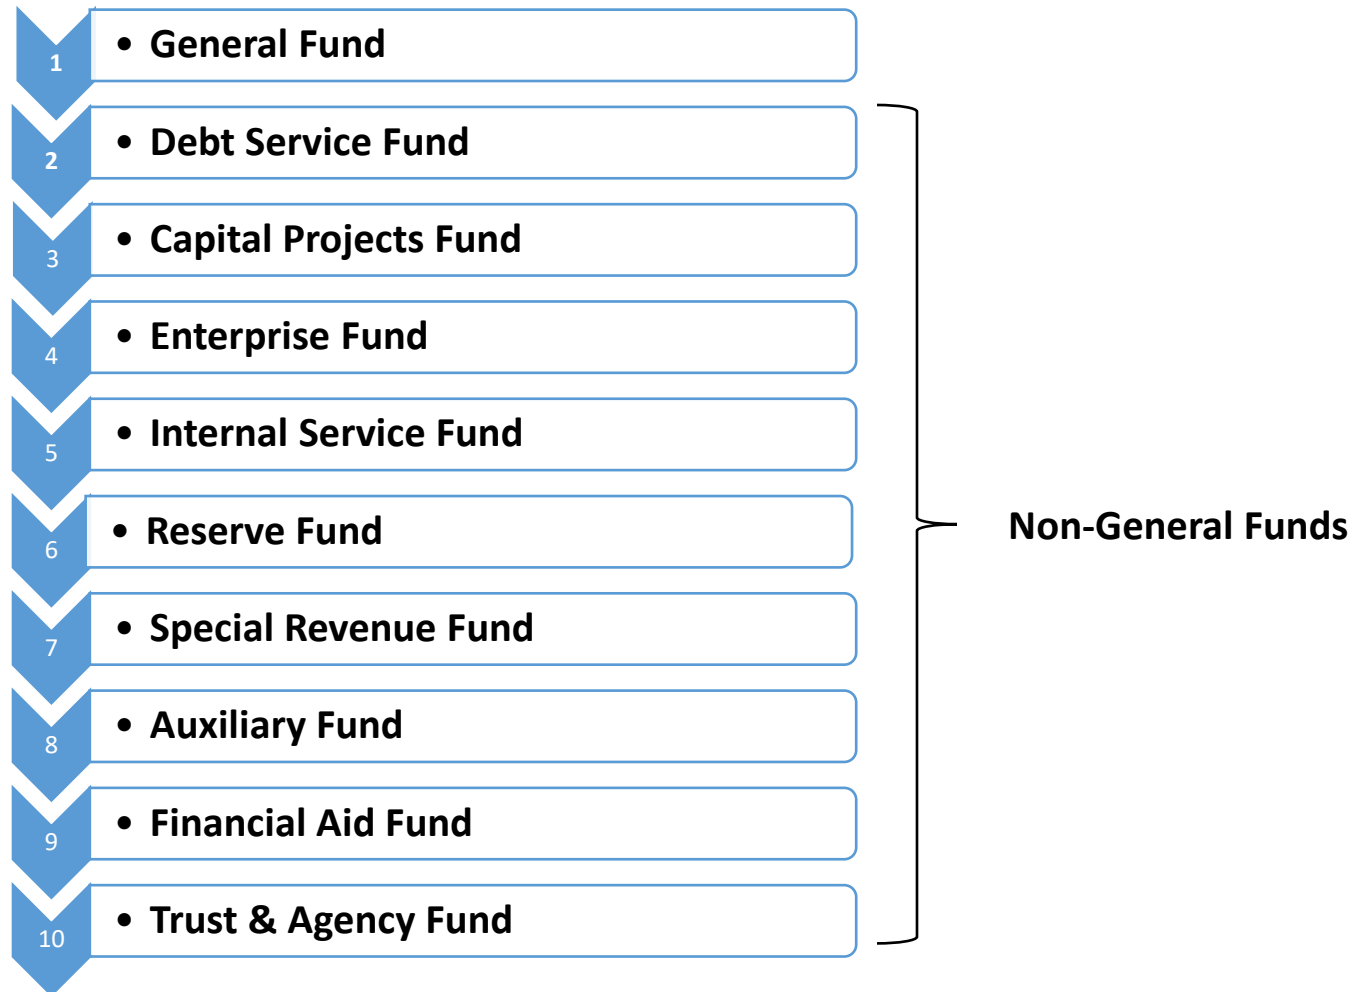 1
• General Fund
2
• Debt Service Fund
3
• Capital Projects Fund
4
• Enterprise Fund
5
• Internal Service Fund
6
• Reserve Fund
7
• Special Revenue Fund
8
• Auxiliary Fund
9
• Financial Aid Fund
10
• Trust & Agency Fund
Non-General Funds